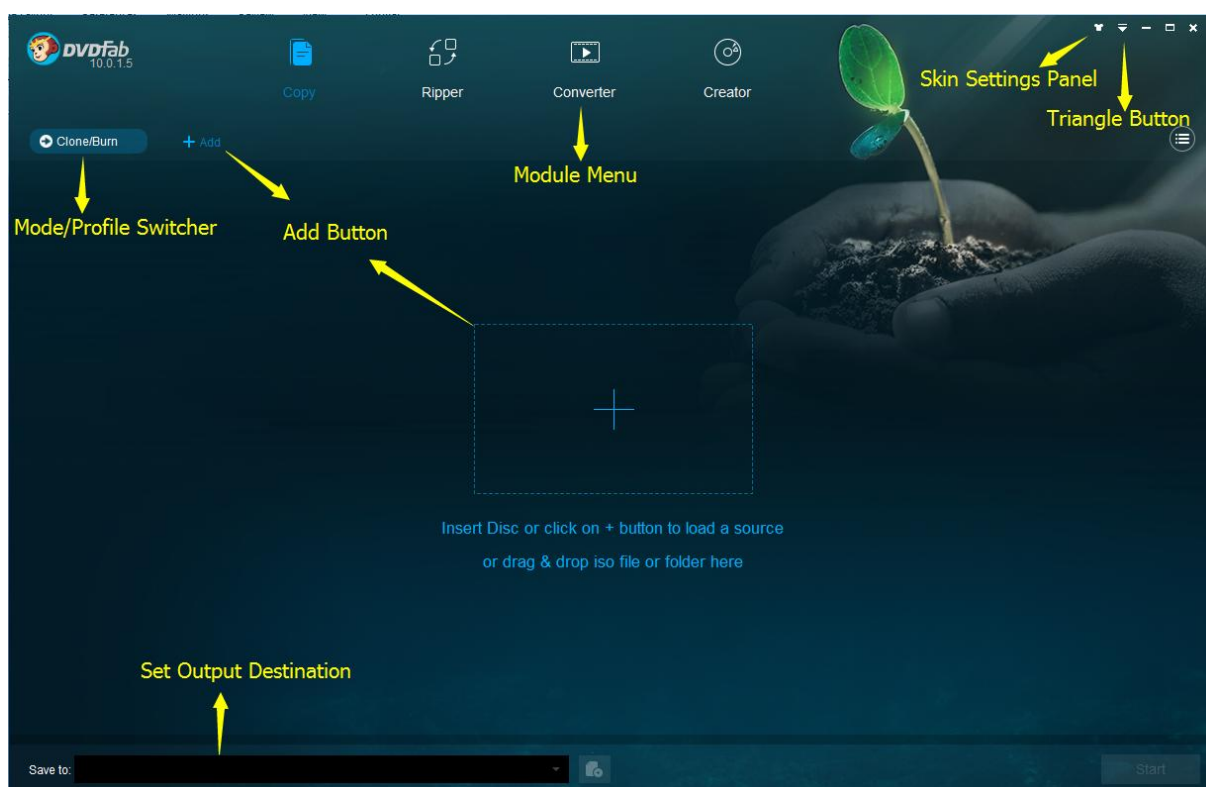 DVDFab
10.0.1.5
Copy
Ripper
Converter
Creator
Skin Settings Panel
Triangle Button
Clone/Burn
+ Add
Module Menu
Mode/Profile Switcher
Add Button
Insert Disc or click on + button to load a source
or drag & drop iso file or folder here
Set Output Destination
Save to:
Start